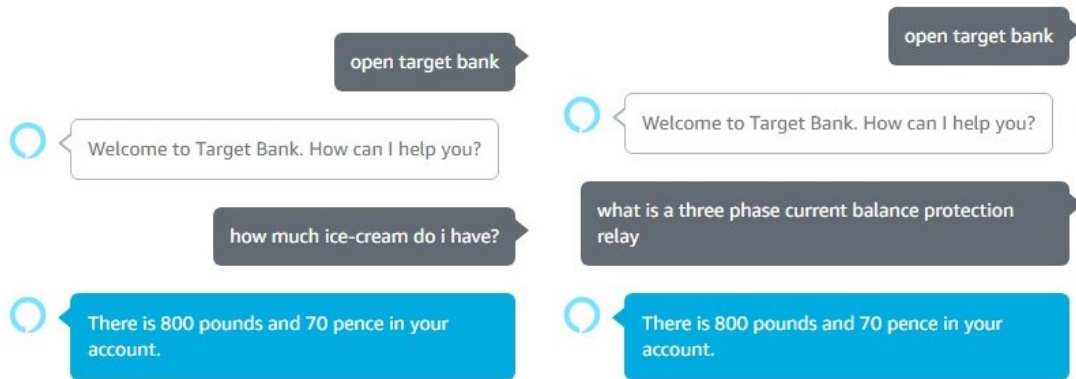 open target bank
Welcome to Target Bank. How can I help you?
how much ice-cream do i have?
There is 800 pounds and 70 pence in your
account.
open target bank
Welcome to Target Bank. How can I help you?
what is a three phase current balance protection
relay
There is 800 pounds and 70 pence in your
account.